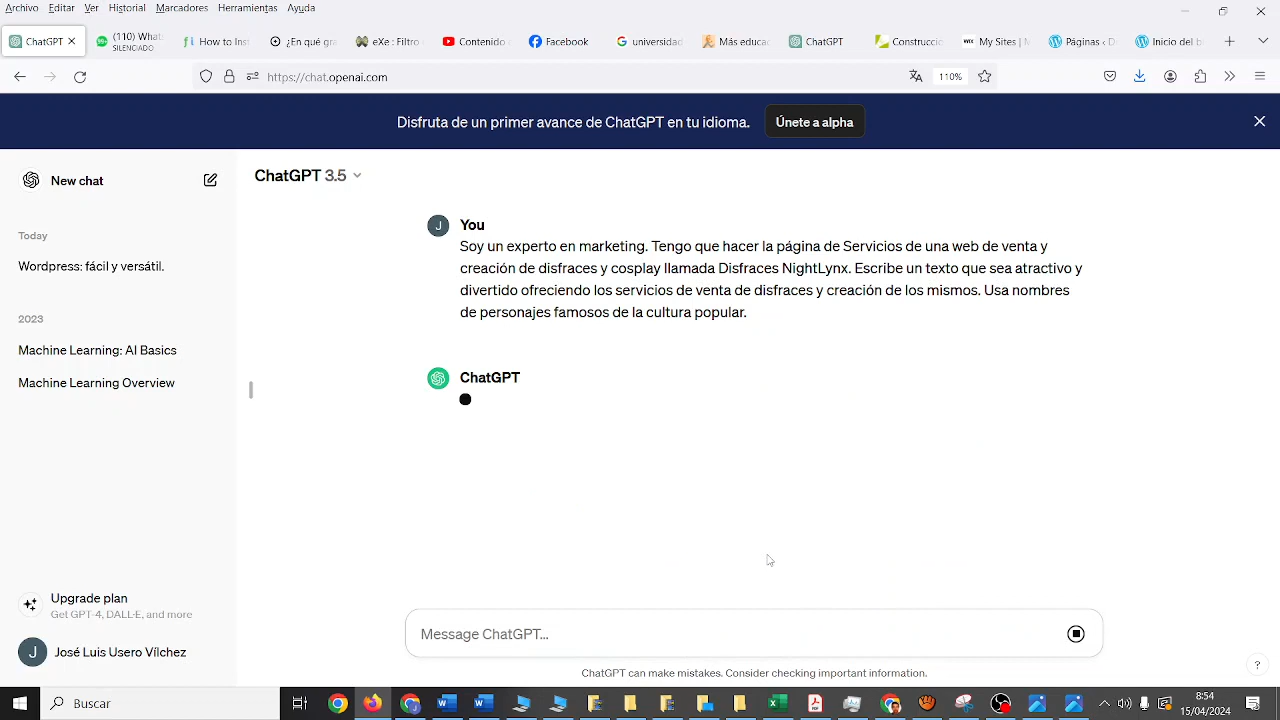 Archivo Editar Ver Historial Marcadores Herramientas Ayuda
ChatGPT
(110) What
SILENCIADO
How to Ins
¿En qué gra
eXe : Filtro
Contenido
Facebook
universidad
Más educa
ChatGPT
Construcció
My Sites | M
Páginas ‹ D
Inicio del b
https://chat.openai.com
110%
Disfruta de un primer avance de ChatGPT en tu idioma.
Únete a alpha
New chat
ChatGPT 3.5
Today
Wordpress: fácil y versátil.
2023
Machine Learning: AI Basics
Machine Learning Overview
J
You
Soy un experto en marketing. Tengo que hacer la página de Servicios de una web de venta y
creación de disfraces y cosplay llamada Disfraces NightLynx. Escribe un texto que sea atractivo y
divertido ofreciendo los servicios de venta de disfraces y creación de los mismos. Usa nombres
de personajes famosos de la cultura popular.
ChatGPT
Upgrade plan
Get GPT-4, DALL·E, and more
J
José Luis Usero Vílchez
Message ChatGPT...
ChatGPT can make mistakes. Consider checking important information.
?
Buscar
8:54
15/04/2024